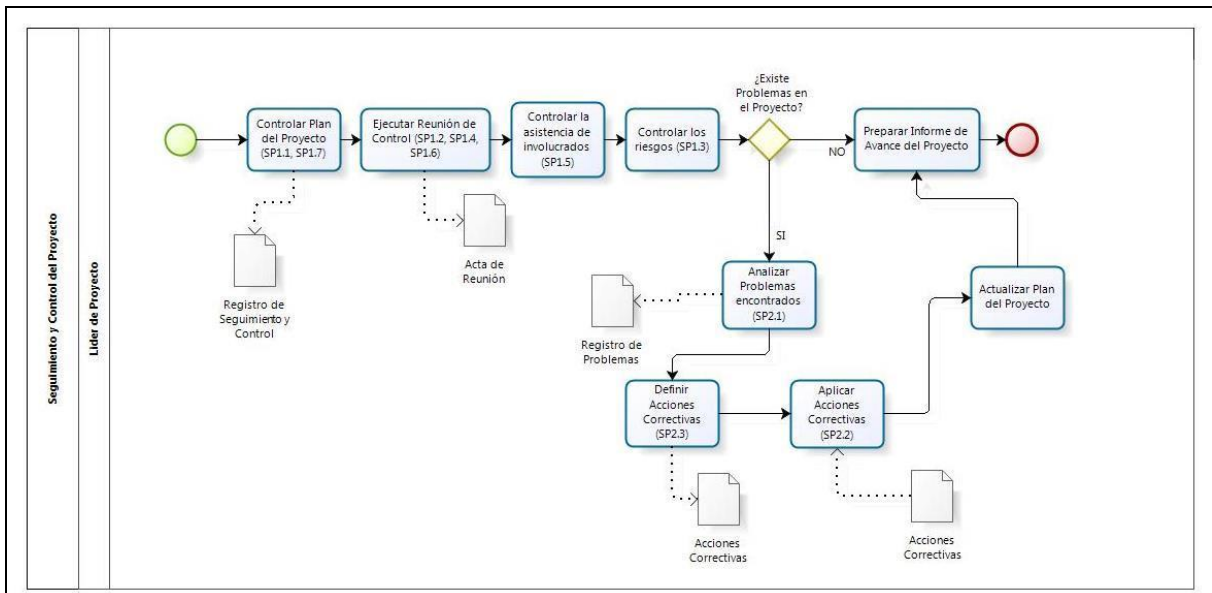 Seguimiento y Control del Proyecto
Lider de Proyecto
Controlar Plan
del Proyecto
(SP1.1, SP1.7)
Ejecutar Reunión de
Control (SP1.2, SP1.4,
SP1.6)
Controlar la
asistencia de
involucrados
(SP1.5)
Controlar los
riesgos (SP1.3)
¿Existe
Problemas en
el Proyecto?
NO
Preparar Informe de
Avance del Proyecto
SI
Registro de
Seguimiento y
Control
Acta de
Reunión
Analizar
Problemas
encontrados
(SP2.1)
Registro de
Problemas
Actualizar Plan
del Proyecto
Definir
Acciones
Correctivas
(SP2.3)
Aplicar
Acciones
Correctivas
(SP2.2)
Acciones
Correctivas
Acciones
Correctivas